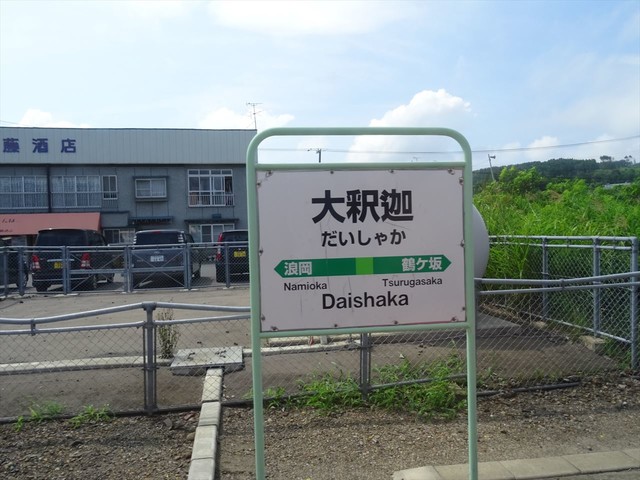 藤酒店
大釈迦
だいしゃか
浪岡 鶴ケ坂
Namioka Tsurugasaka
Daishaka